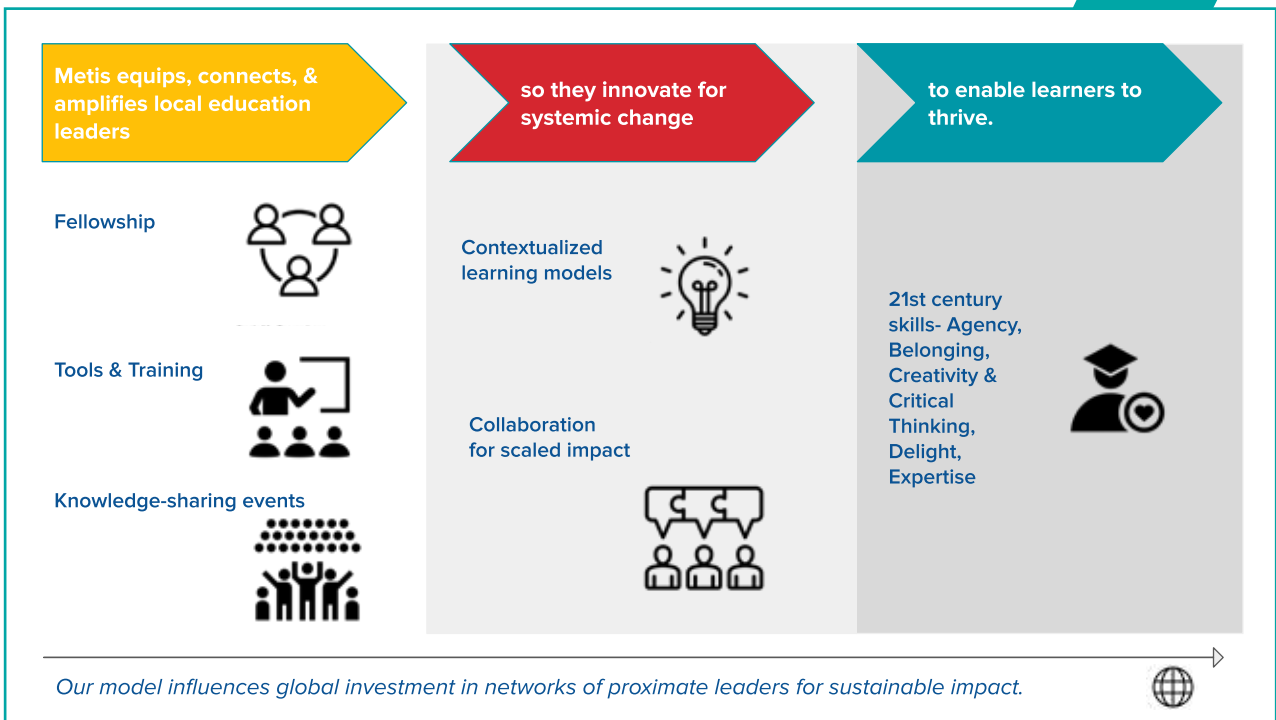 Metis equips, connects, &
amplifies local education
leaders
so they innovate for
systemic change
to enable learners to
thrive.
Fellowship
Tools & Training
Knowledge-sharing events
Contextualized
learning models
Collaboration
for scaled impact
21st century
skills- Agency,
Belonging,
Creativity &
Critical
Thinking,
Delight,
Expertise
Our model influences global investment in networks of proximate leaders for sustainable impact.